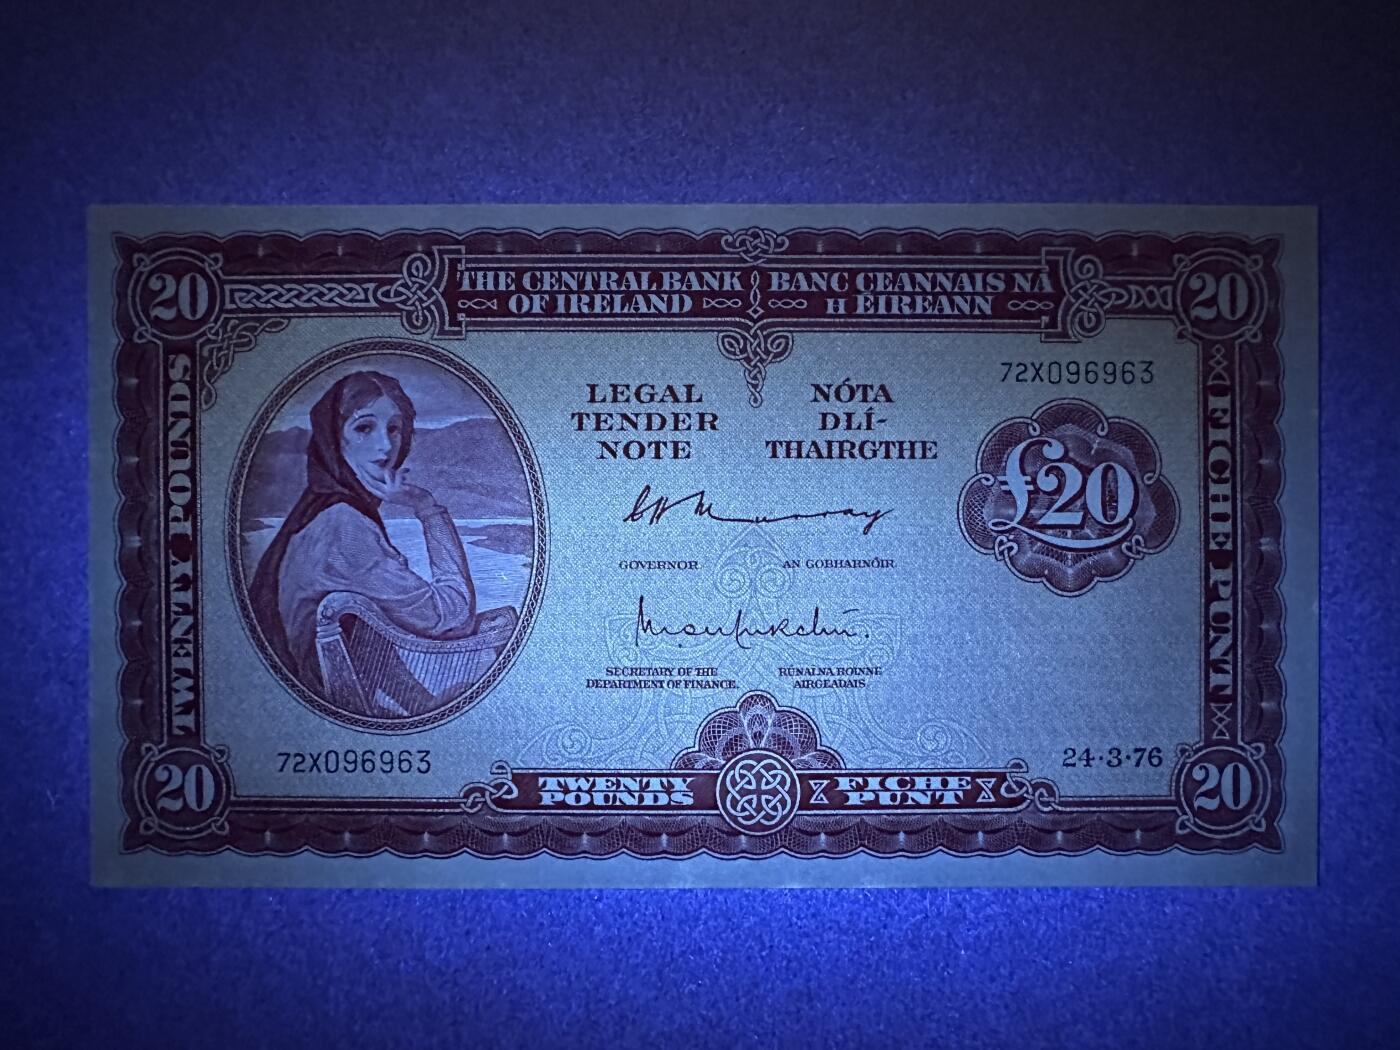 20
20
THE CENTRAL BANK
OF IRELAND
BANC CEANNAIS NA
H EIREANN
TWENTY POUNDS
FICHE PUNT
72X096963
LEGAL
TENDER
NOTE
NÓTA
DLÍ-
THAIRGTHE
£20
C H Murray
GOVERNOR
AN GOBHARNÓIR
SECRETARY OF THE
DEPARTMENT OF FINANCE.
RÚNAI NA ROINNE
AIRGEADAIS.
72X096963
24·3·76
20
TWENTY
POUNDS
FICHE
PUNT
20